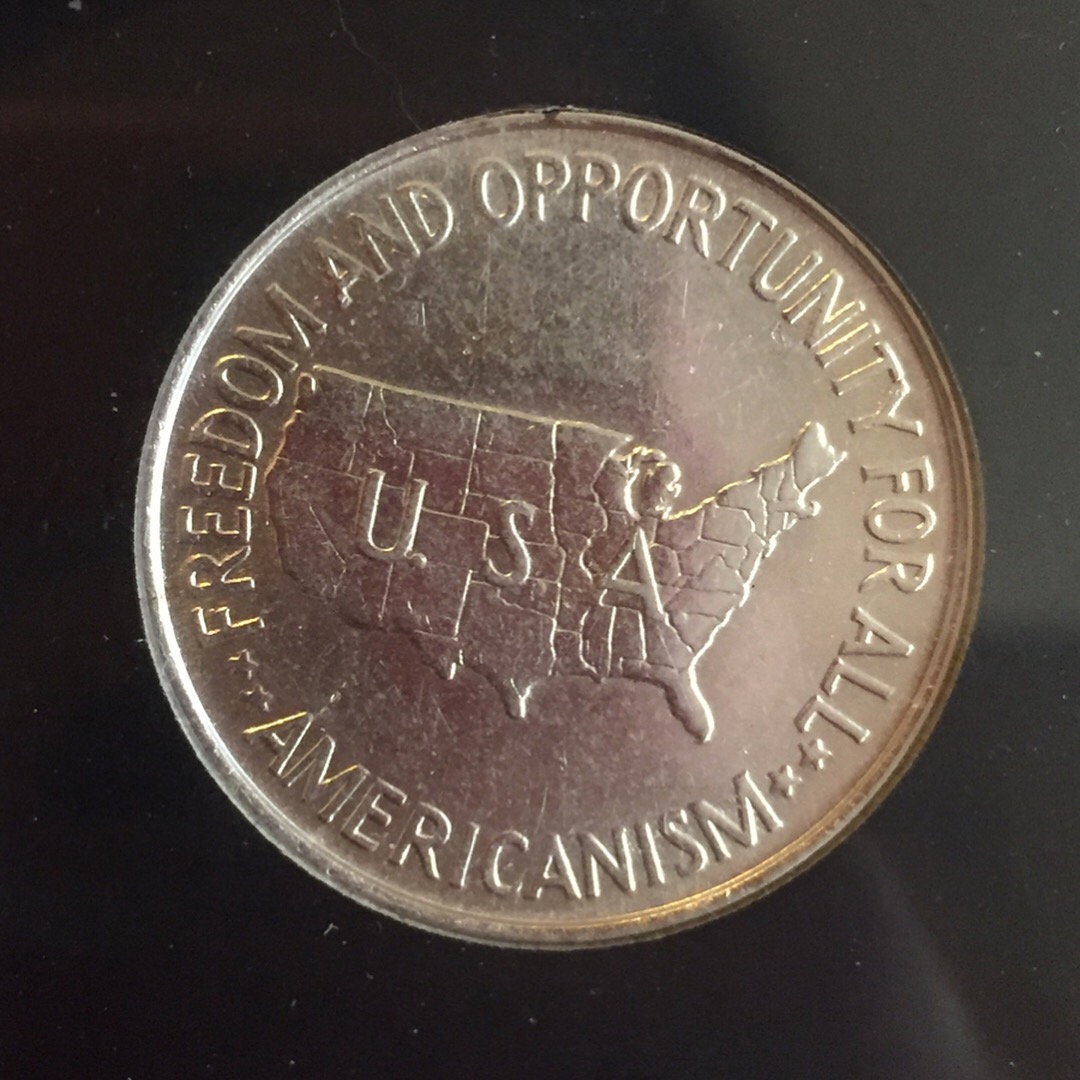 FREEDOM AND OPPORTUNITY FOR ALL
U. S. A
AMERICANISM